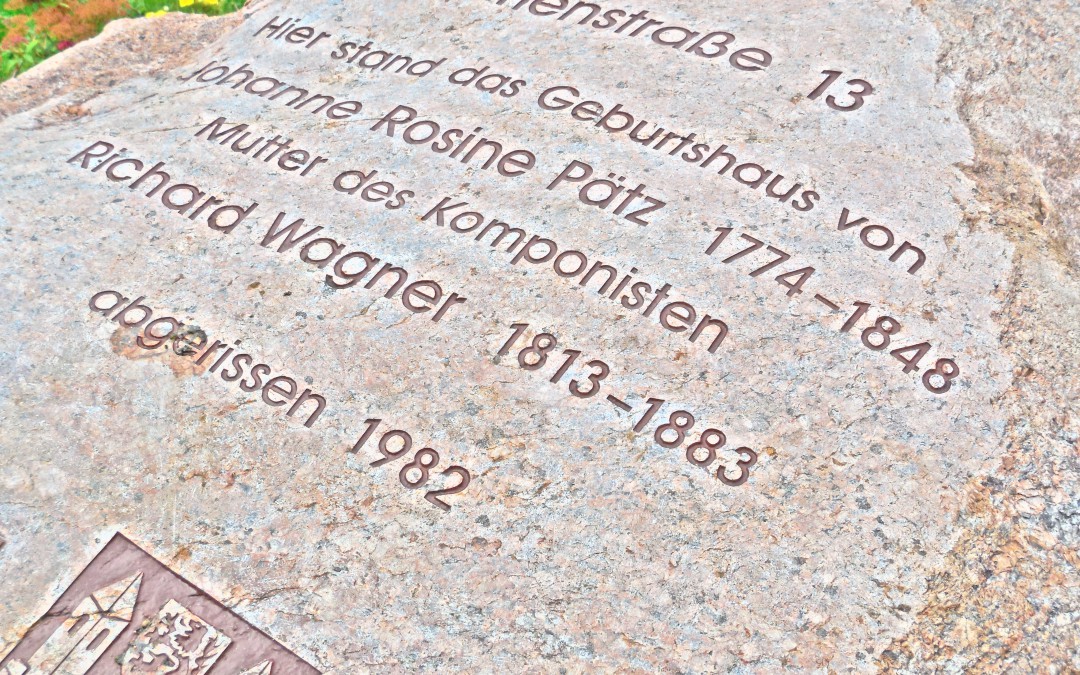 13
Hier stand das Geburtshaus von
Johanne Rosine Pätz 1774–1848
Mutter des Komponisten
Richard Wagner 1813–1883
abgerissen 1982